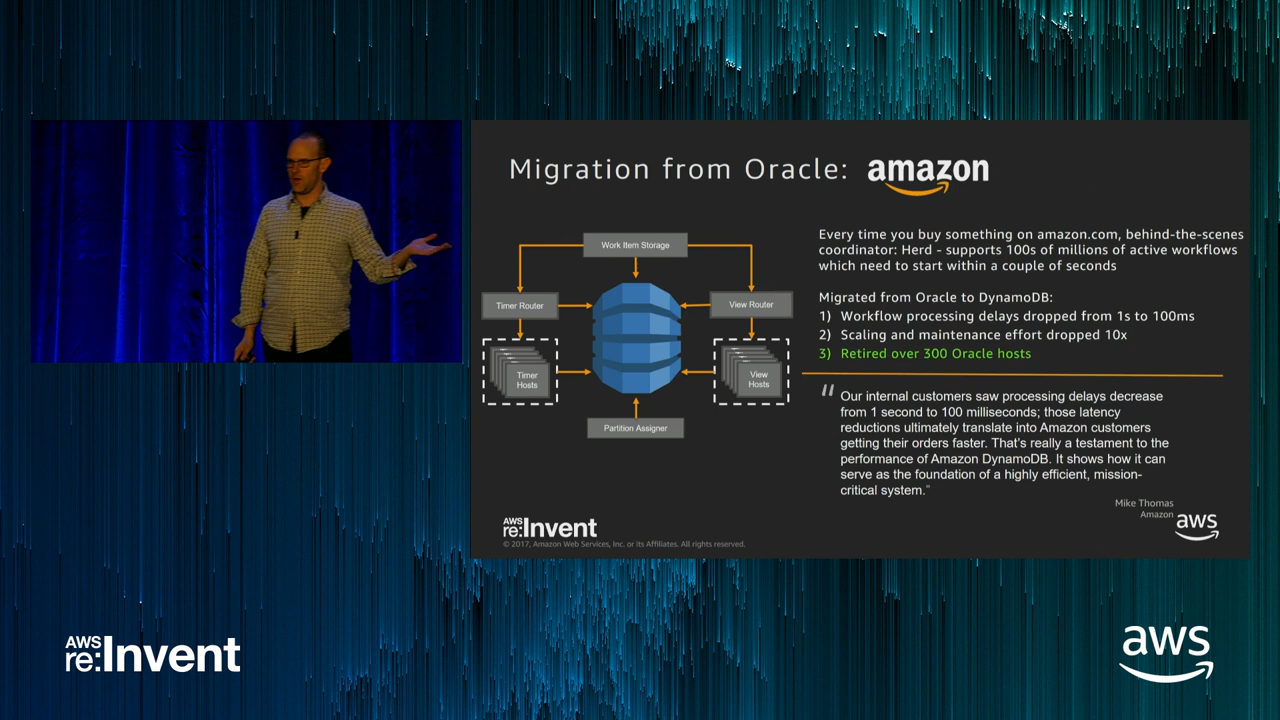 Migration from Oracle: amazon
Work Item Storage
Timer Router
View Router
Timer
Hosts
View
Hosts
Partition Assigner
Every time you buy something on amazon.com, behind-the-scenes
coordinator: Herd - supports 100s of millions of active workflows
which need to start within a couple of seconds
Migrated from Oracle to DynamoDB:
1) Workflow processing delays dropped from 1s to 100ms
2) Scaling and maintenance effort dropped 10x
3) Retired over 300 Oracle hosts
" Our internal customers saw processing delays decrease
from 1 second to 100 milliseconds; those latency
reductions ultimately translate into Amazon customers
getting their orders faster. That's really a testament to the
performance of Amazon DynamoDB. It shows how it can
serve as the foundation of a highly efficient, mission-
critical system.”
Mike Thomas
Amazon
AWS
re:Invent
© 2017, Amazon Web Services, Inc. or its Affiliates. All rights reserved.
aws
AWS
re:Invent
aws